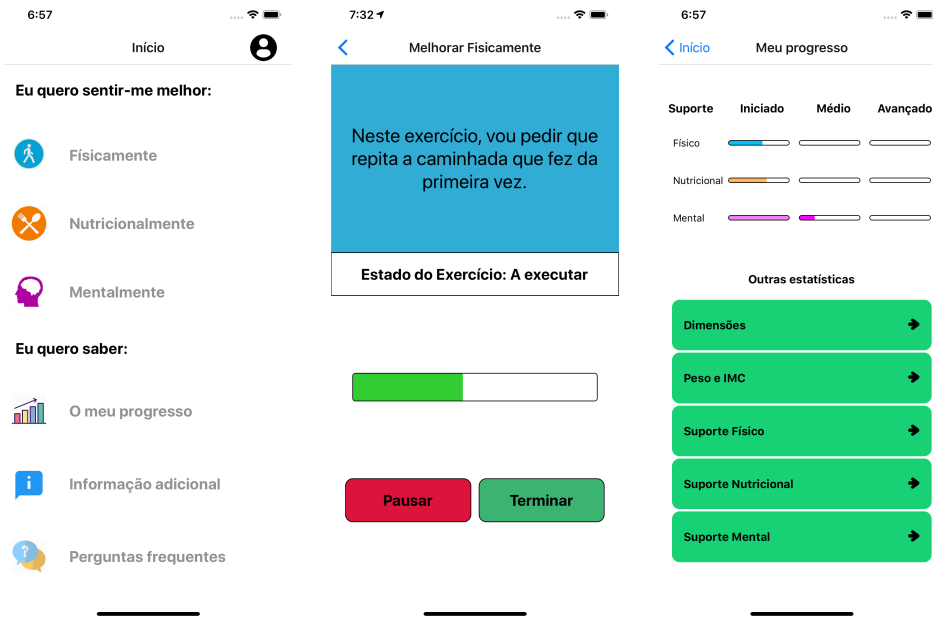 6:57
Início
Eu quero sentir-me melhor:
Físicamente
Nutricionalmente
Mentalmente
Eu quero saber:
O meu progresso
i
Informação adicional
?
Perguntas frequentes
7:32
Melhorar Fisicamente
Neste exercício, vou pedir que
repita a caminhada que fez da
primeira vez.
Estado do Exercício: A executar
Pausar
Terminar
6:57
Início
Meu progresso
Suporte Iniciado Médio Avançado
Físico
Nutricional
Mental
Outras estatísticas
Dimensões
Peso e IMC
Suporte Físico
Suporte Nutricional
Suporte Mental